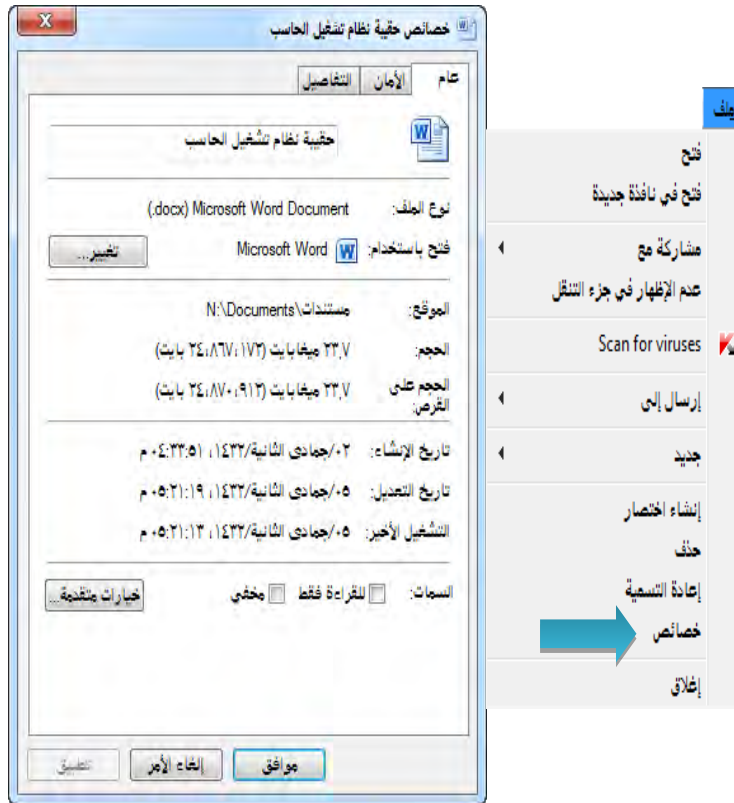 خصائص حقيبة نظام تشغيل الحاسب
عام الأمان التفاصيل
حقيبة نظام تشغيل الحاسب
نوع الملف: Microsoft Word Document (.docx)
فتح باستخدام: Microsoft Word تغيير...
الموقع: N:\Documents\مستندات
الحجم: ٢٣,٧ ميغابايت (٢٤،٨٦٧،١٧٢ بايت)
الحجم على القرص: ٢٣,٧ ميغابايت (٢٤،٨٧٠،٩١٢ بايت)
تاريخ الإنشاء: ٠٢/جمادى الثانية/١٤٣٢، ٠٤:٣٣:٥١ م
تاريخ التعديل: ٠٥/جمادى الثانية/١٤٣٢، ٠٥:٢١:١٩ م
التشغيل الأخير: ٠٥/جمادى الثانية/١٤٣٢، ٠٥:٢١:١٣ م
السمات: للقراءة فقط مخفي خيارات متقدمة...
موافق إلغاء الأمر تطبيق
ملف
فتح
فتح في نافذة جديدة
مشاركة مع
عدم الإظهار في جزء التنقل
Scan for viruses
إرسال إلى
جديد
إنشاء اختصار
حذف
إعادة التسمية
خصائص
إغلاق